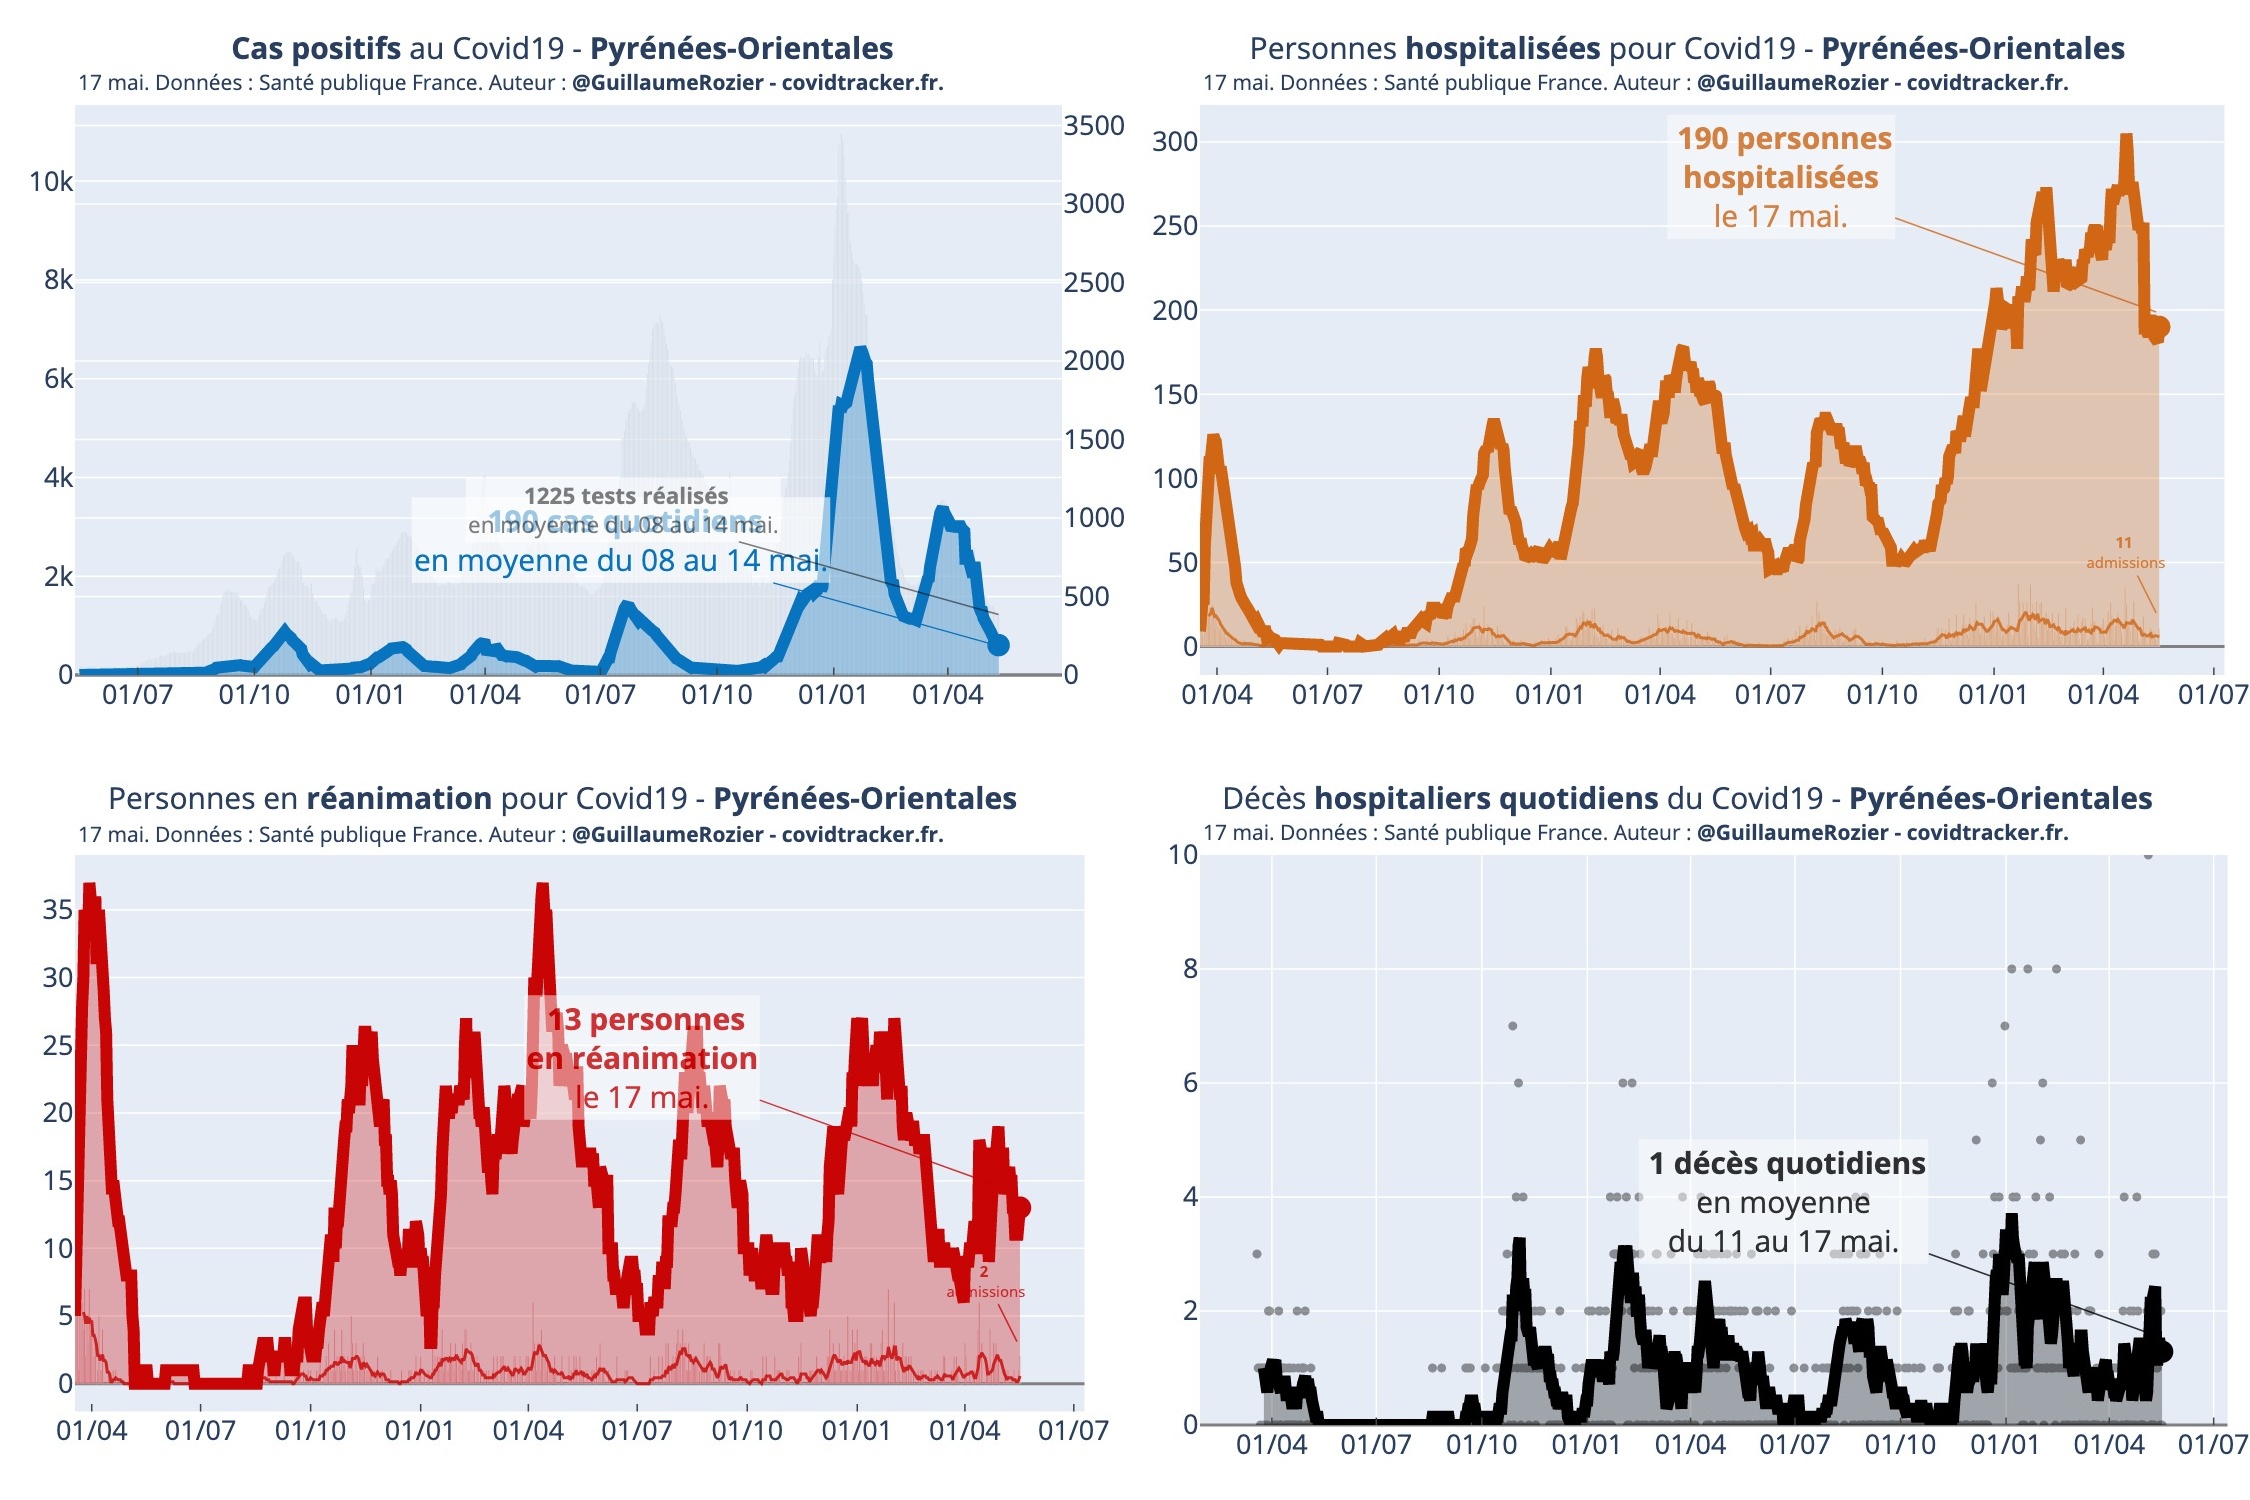 Cas positifs au Covid19 - Pyrénées-Orientales
17 mai. Données : Santé publique France. Auteur : @GuillaumeRozier - covidtracker.fr.
10k
8k
6k
4k
2k
0
3500
3000
2500
2000
1500
1000
500
0
1225 tests réalisés
en moyenne du 08 au 14 mai.
190 cas quotidiens
en moyenne du 08 au 14 mai.
01/07 01/10 01/01 01/04 01/07 01/10 01/01 01/04
Personnes hospitalisées pour Covid19 - Pyrénées-Orientales
17 mai. Données : Santé publique France. Auteur : @GuillaumeRozier - covidtracker.fr.
300
250
200
150
100
50
0
190 personnes
hospitalisées
le 17 mai.
11
admissions
01/04 01/07 01/10 01/01 01/04 01/07 01/10 01/01 01/04 01/07
Personnes en réanimation pour Covid19 - Pyrénées-Orientales
17 mai. Données : Santé publique France. Auteur : @GuillaumeRozier - covidtracker.fr.
35
30
25
20
15
10
5
0
13 personnes
en réanimation
le 17 mai.
2
admissions
01/04 01/07 01/10 01/01 01/04 01/07 01/10 01/01 01/04 01/07
Décès hospitaliers quotidiens du Covid19 - Pyrénées-Orientales
17 mai. Données : Santé publique France. Auteur : @GuillaumeRozier - covidtracker.fr.
10
8
6
4
2
0
1 décès quotidiens
en moyenne
du 11 au 17 mai.
01/04 01/07 01/10 01/01 01/04 01/07 01/10 01/01 01/04 01/07